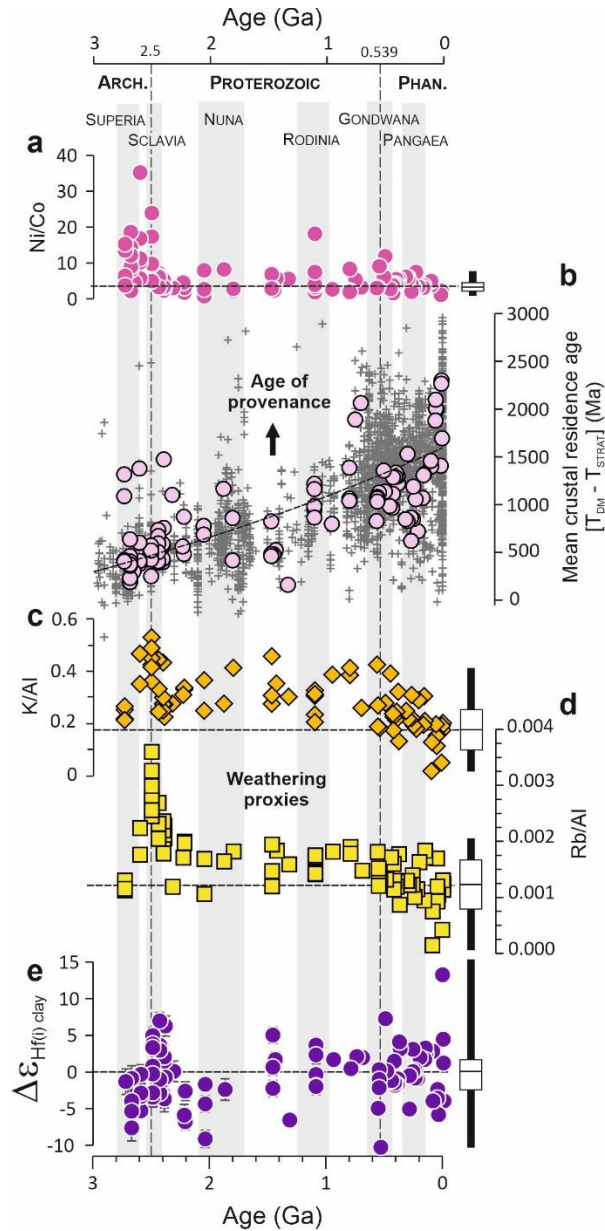 Age (Ga)
3 2 1 0
2.5 0.539
ARCH. PROTEROZOIC PHAN.
SUPERIA NUNA GONDWANA
SCLAVIA RODINIA PANGAEA
a
40
30
20
10
0
Ni/Co
b
3000
2500
2000
1500
1000
500
0
Mean crustal residence age
[TDM - TSTRAT] (Ma)
Age of
provenance
c
0.6
0.4
0.2
0
K/Al
d
0.004
0.003
0.002
0.001
0.000
Rb/Al
Weathering
proxies
e
15
10
5
0
-5
-10
ΔεHf(i) clay
3 2 1 0
Age (Ga)